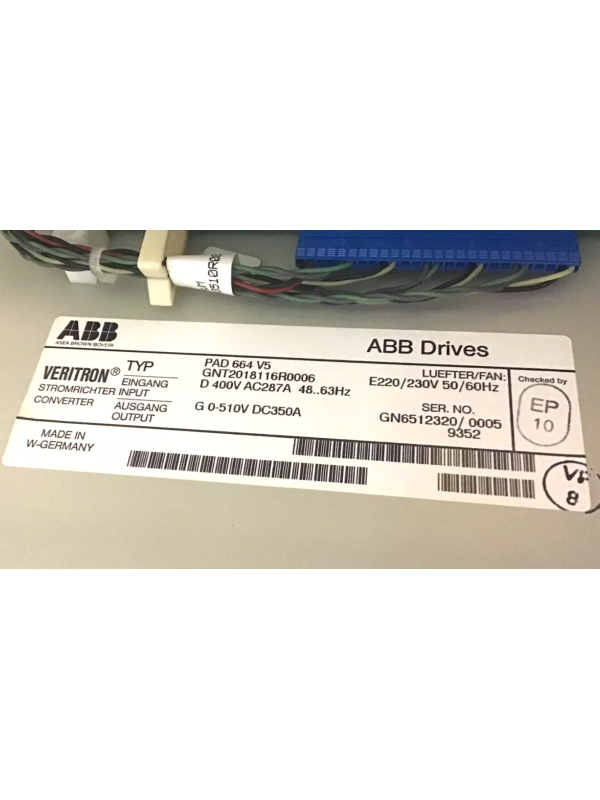 0510R00
ABB
ASEA BROWN BOVERI
ABB Drives
VERITRON® TYP PAD 664 V5
GNT2018116R0006
STROMRICHTER CONVERTER
EINGANG INPUT D 400V AC287A 48..63Hz
AUSGANG OUTPUT G 0-510V DC350A
LUEFTER/FAN:
E220/230V 50/60Hz
SER. NO.
GN6512320/ 0005
9352
Checked by
EP
10
MADE IN
W-GERMANY
8